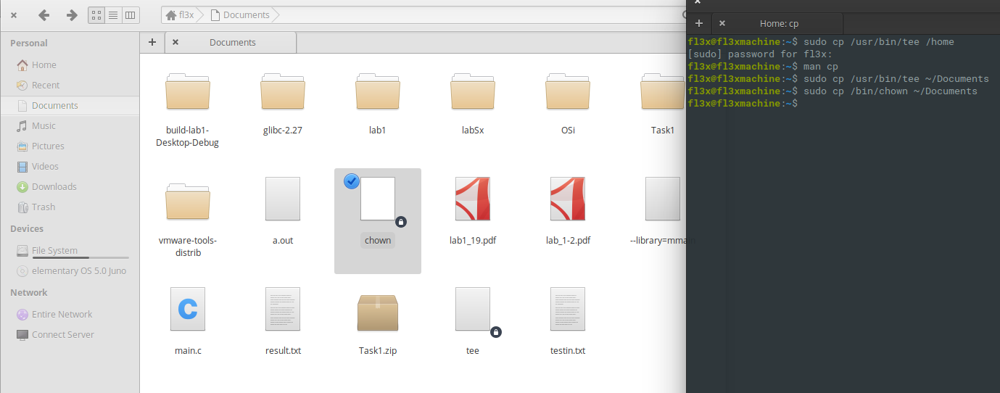 fl3x
Documents
Personal
Home
Recent
Documents
Music
Pictures
Videos
Downloads
Trash
Devices
File System
elementary OS 5.0 Juno
Network
Entire Network
Connect Server
Documents
build-lab1-
Desktop-Debug
glibc-2.27
lab1
labSx
OSi
Task1
vmware-tools-
distrib
a.out
chown
lab1_19.pdf
lab_1-2.pdf
--library=mmain
C
main.c
result.txt
Task1.zip
tee
testin.txt
Home: cp
fl3x@fl3xmachine:~$ sudo cp /usr/bin/tee /home
[sudo] password for fl3x:
fl3x@fl3xmachine:~$ man cp
fl3x@fl3xmachine:~$ sudo cp /usr/bin/tee ~/Documents
fl3x@fl3xmachine:~$ sudo cp /bin/chown ~/Documents
fl3x@fl3xmachine:~$